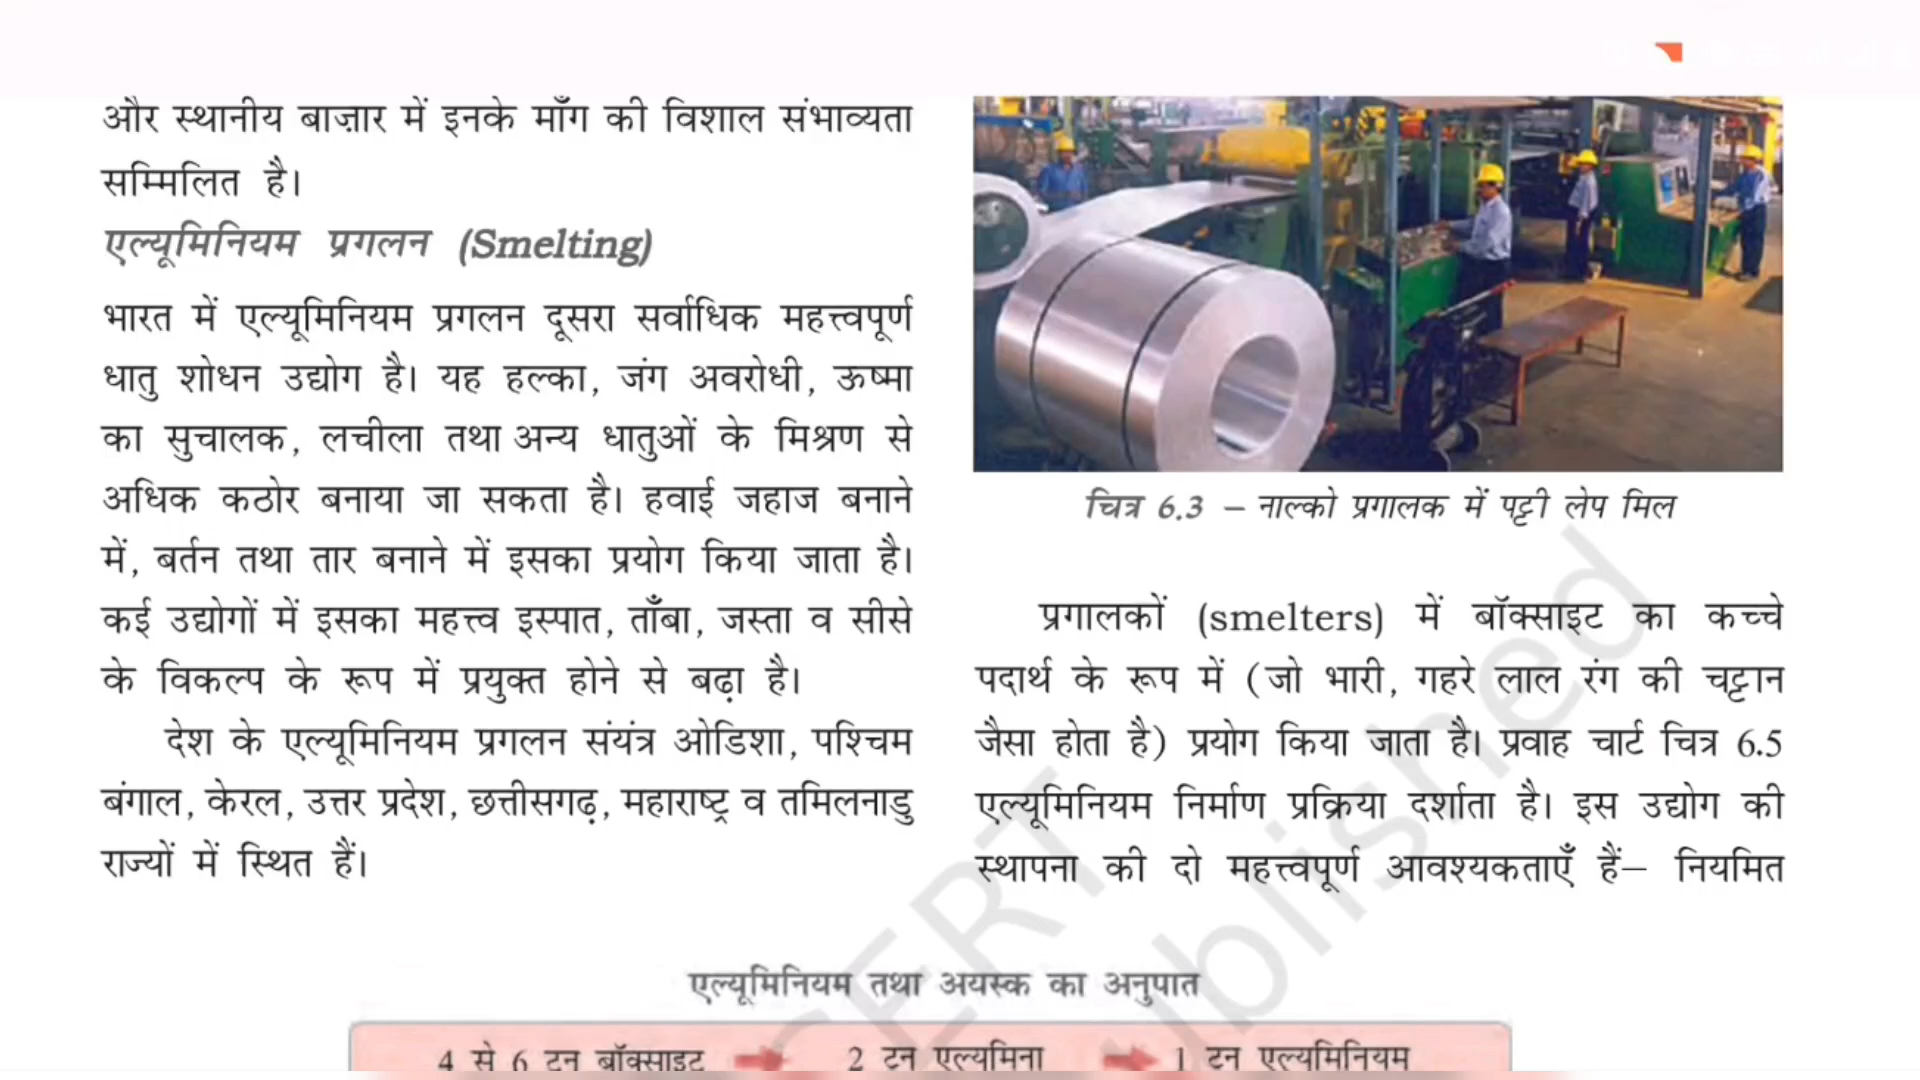 और स्थानीय बाज़ार में इनके माँग की विशाल संभाव्यता
सम्मिलित है।
एल्यूमिनियम प्रगलन (Smelting)
भारत में एल्यूमिनियम प्रगलन दूसरा सर्वाधिक महत्त्वपूर्ण
धातु शोधन उद्योग है। यह हल्का, जंग अवरोधी, ऊष्मा
का सुचालक, लचीला तथा अन्य धातुओं के मिश्रण से
अधिक कठोर बनाया जा सकता है। हवाई जहाज बनाने
में, बर्तन तथा तार बनाने में इसका प्रयोग किया जाता है।
कई उद्योगों में इसका महत्त्व इस्पात, ताँबा, जस्ता व सीसे
के विकल्प के रूप में प्रयुक्त होने से बढ़ा है।
देश के एल्यूमिनियम प्रगलन संयंत्र ओडिशा, पश्चिम
बंगाल, केरल, उत्तर प्रदेश, छत्तीसगढ़, महाराष्ट्र व तमिलनाडु
राज्यों में स्थित हैं।
चित्र 6.3 – नाल्को प्रगालक में पट्टी लेप मिल
प्रगालकों (smelters) में बॉक्साइट का कच्चे
पदार्थ के रूप में (जो भारी, गहरे लाल रंग की चट्टान
जैसा होता है) प्रयोग किया जाता है। प्रवाह चार्ट चित्र 6.5
एल्यूमिनियम निर्माण प्रक्रिया दर्शाता है। इस उद्योग की
स्थापना की दो महत्त्वपूर्ण आवश्यकताएँ हैं– नियमित
एल्यूमिनियम तथा अयस्क का अनुपात
4 से 6 टन बॉक्साइट 2 टन एल्यूमिना 1 टन एल्यूमिनियम